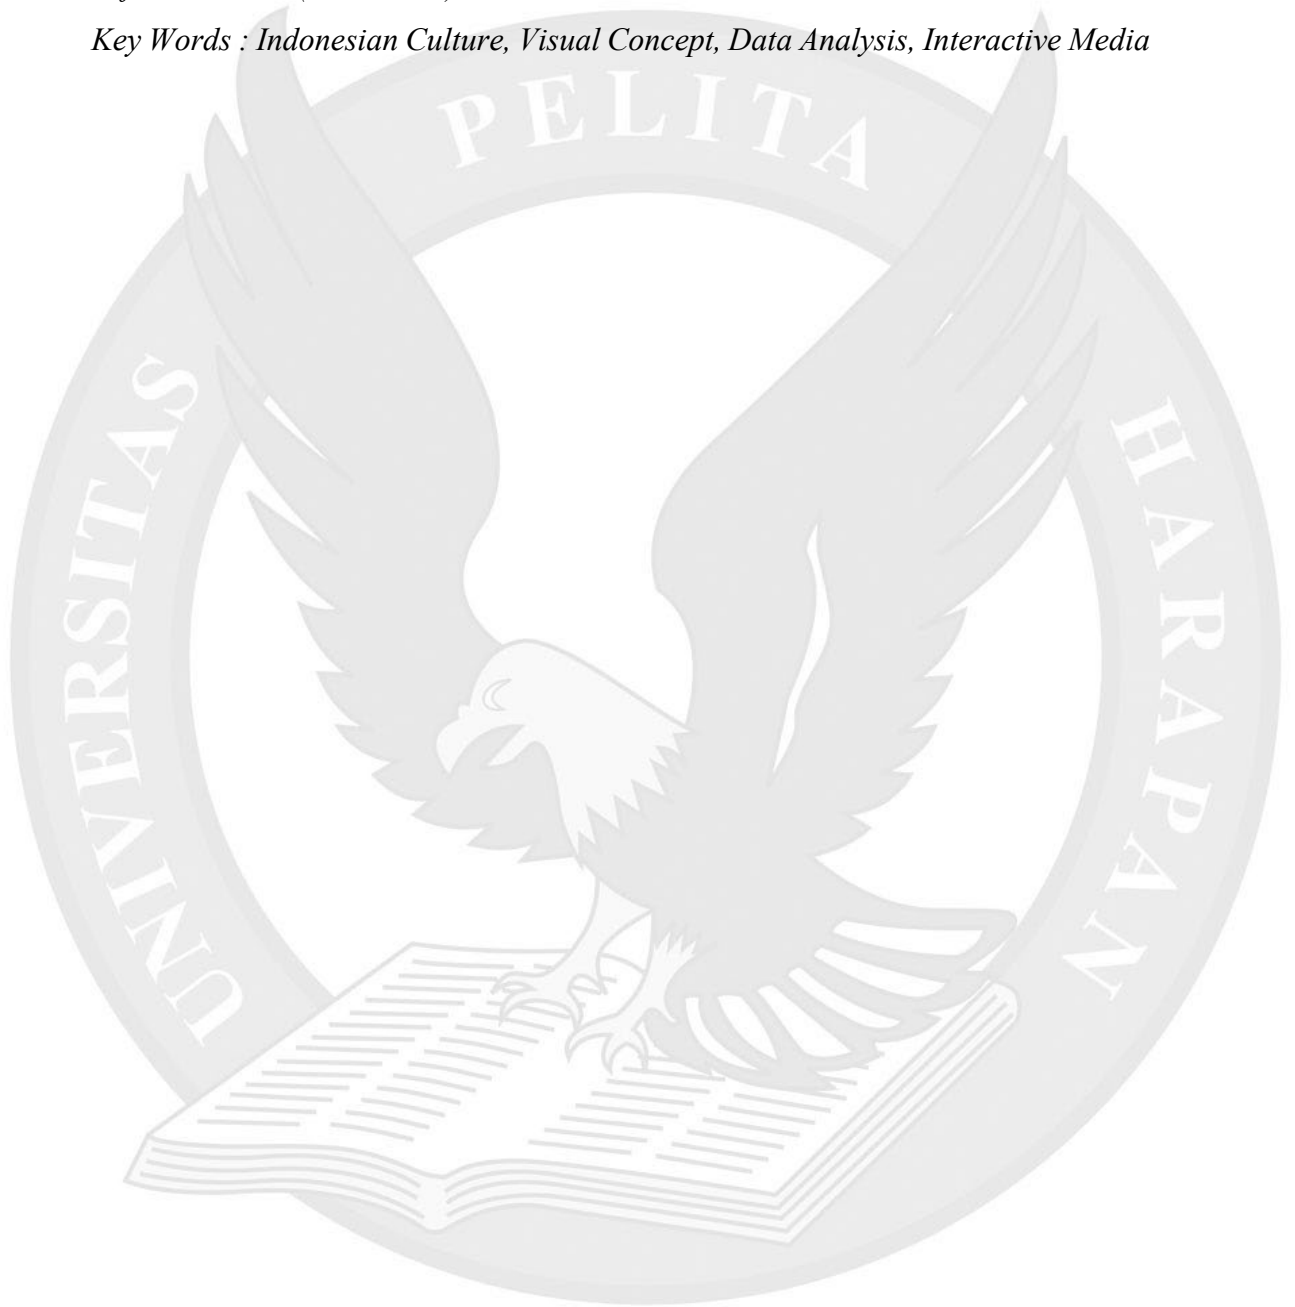 Key Words : Indonesian Culture, Visual Concept, Data Analysis, Interactive Media
UNIVERSITAS PELITA HARAPAN